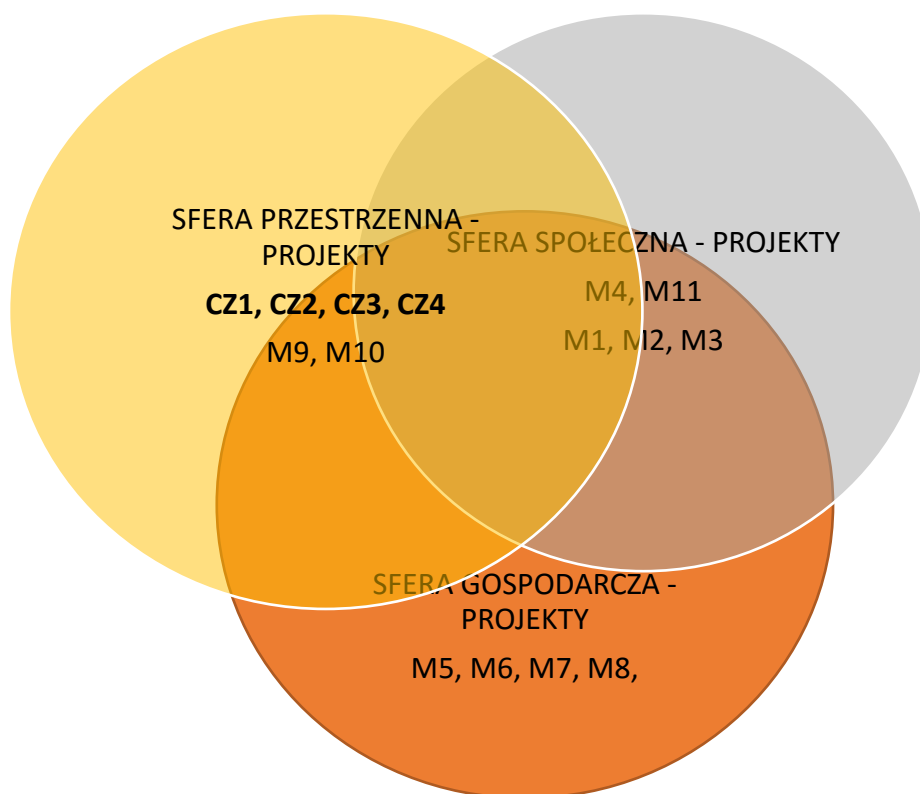 SFERA PRZESTRZENNA -
PROJEKTY
CZ1, CZ2, CZ3, CZ4
M9, M10
SFERA SPOŁECZNA - PROJEKTY
M4, M11
M1, M2, M3
SFERA GOSPODARCZA -
PROJEKTY
M5, M6, M7, M8,